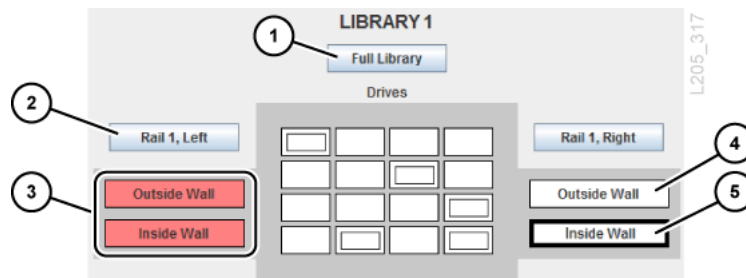 LIBRARY 1
1
Full Library
L205_317
Drives
2
Rail 1, Left
Rail 1, Right
4
3
Outside Wall
Outside Wall
5
Inside Wall
Inside Wall